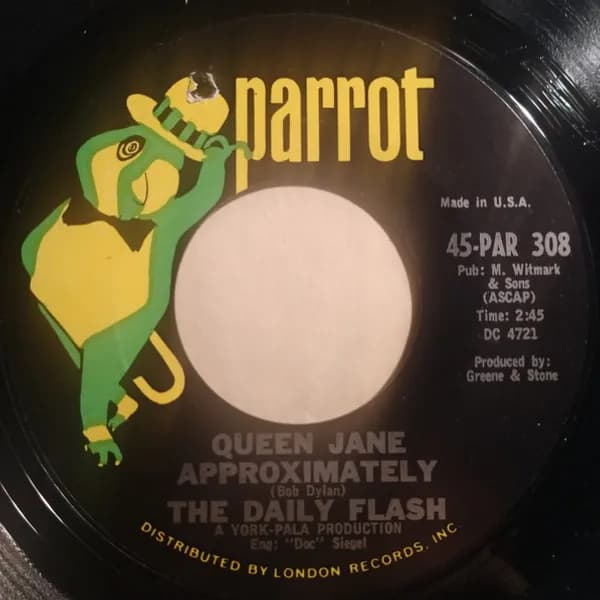 parrot
Made in U.S.A.
45-PAR 308
Pub: M. Witmark
& Sons
(ASCAP)
Time: 2:45
DC 4721
Produced by:
Greene & Stone
QUEEN JANE
APPROXIMATELY
(Bob Dylan)
THE DAILY FLASH
A YORK-PALA PRODUCTION
Eng: "Doc" Siegel
DISTRIBUTED BY LONDON RECORDS, INC